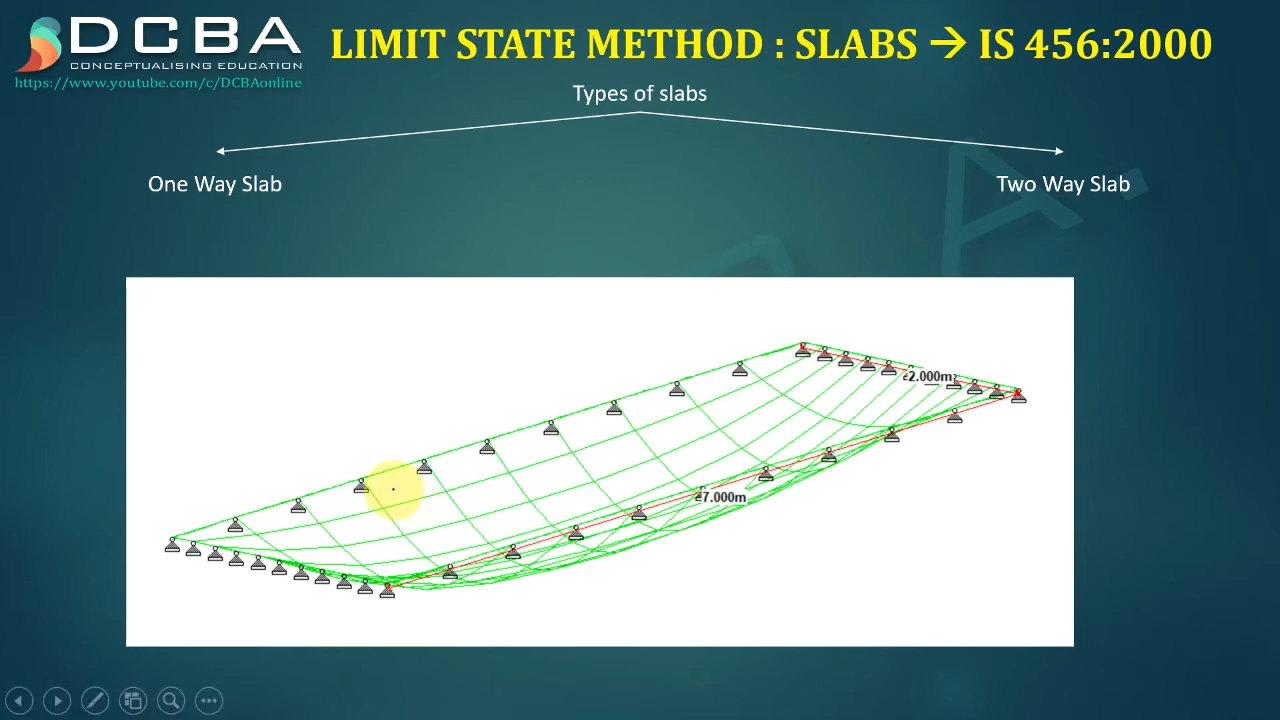 DCBA
CONCEPTUALISING EDUCATION
https://www.youtube.com/c/DCBAonline
LIMIT STATE METHOD : SLABS → IS 456:2000
Types of slabs
One Way Slab
Two Way Slab
2.000m
7.000m